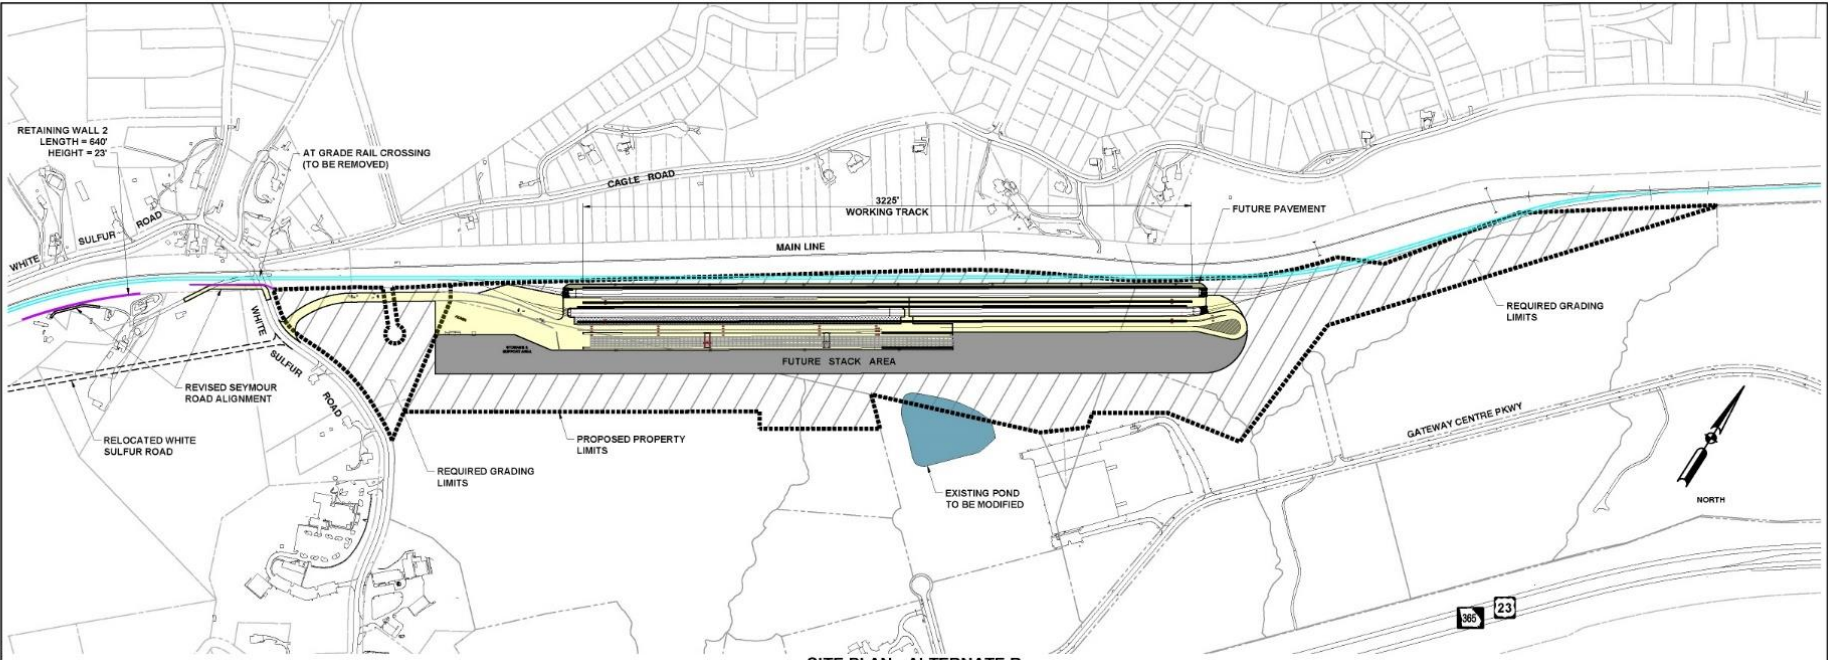 RETAINING WALL 2
LENGTH = 640'
HEIGHT = 23'
AT GRADE RAIL CROSSING
(TO BE REMOVED)
CAGLE ROAD
3225'
WORKING TRACK
FUTURE PAVEMENT
WHITE SULFUR ROAD
MAIN LINE
REQUIRED GRADING
LIMITS
WHITE SULFUR ROAD
FUTURE STACK AREA
REVISED SEYMOUR
ROAD ALIGNMENT
RELOCATED WHITE
SULFUR ROAD
PROPOSED PROPERTY
LIMITS
REQUIRED GRADING
LIMITS
EXISTING POND
TO BE MODIFIED
GATEWAY CENTRE PKWY
NORTH
365
23